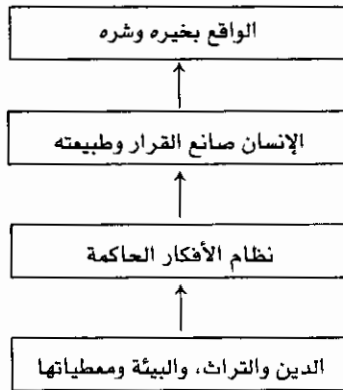 الواقع بخيره وشره
الإنسان صانع القرار وطبيعته
نظام الأفكار الحاكمة
الدين والتراث، والبيئة ومعطياتها